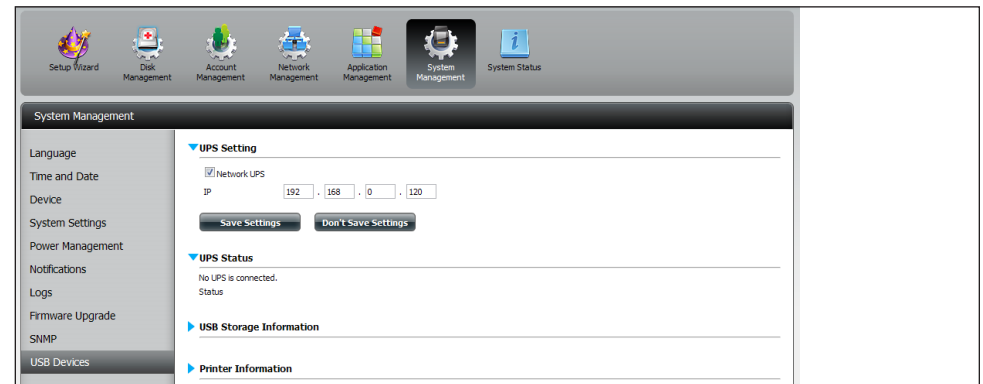 Setup Wizard
Disk
Management
Account
Management
Network
Management
Application
Management
System
Management
System Status
System Management
Language
Time and Date
Device
System Settings
Power Management
Notifications
Logs
Firmware Upgrade
SNMP
USB Devices
UPS Setting
Network UPS
IP 192 . 168 . 0 . 120
Save Settings Don't Save Settings
UPS Status
No UPS is connected.
Status
USB Storage Information
Printer Information